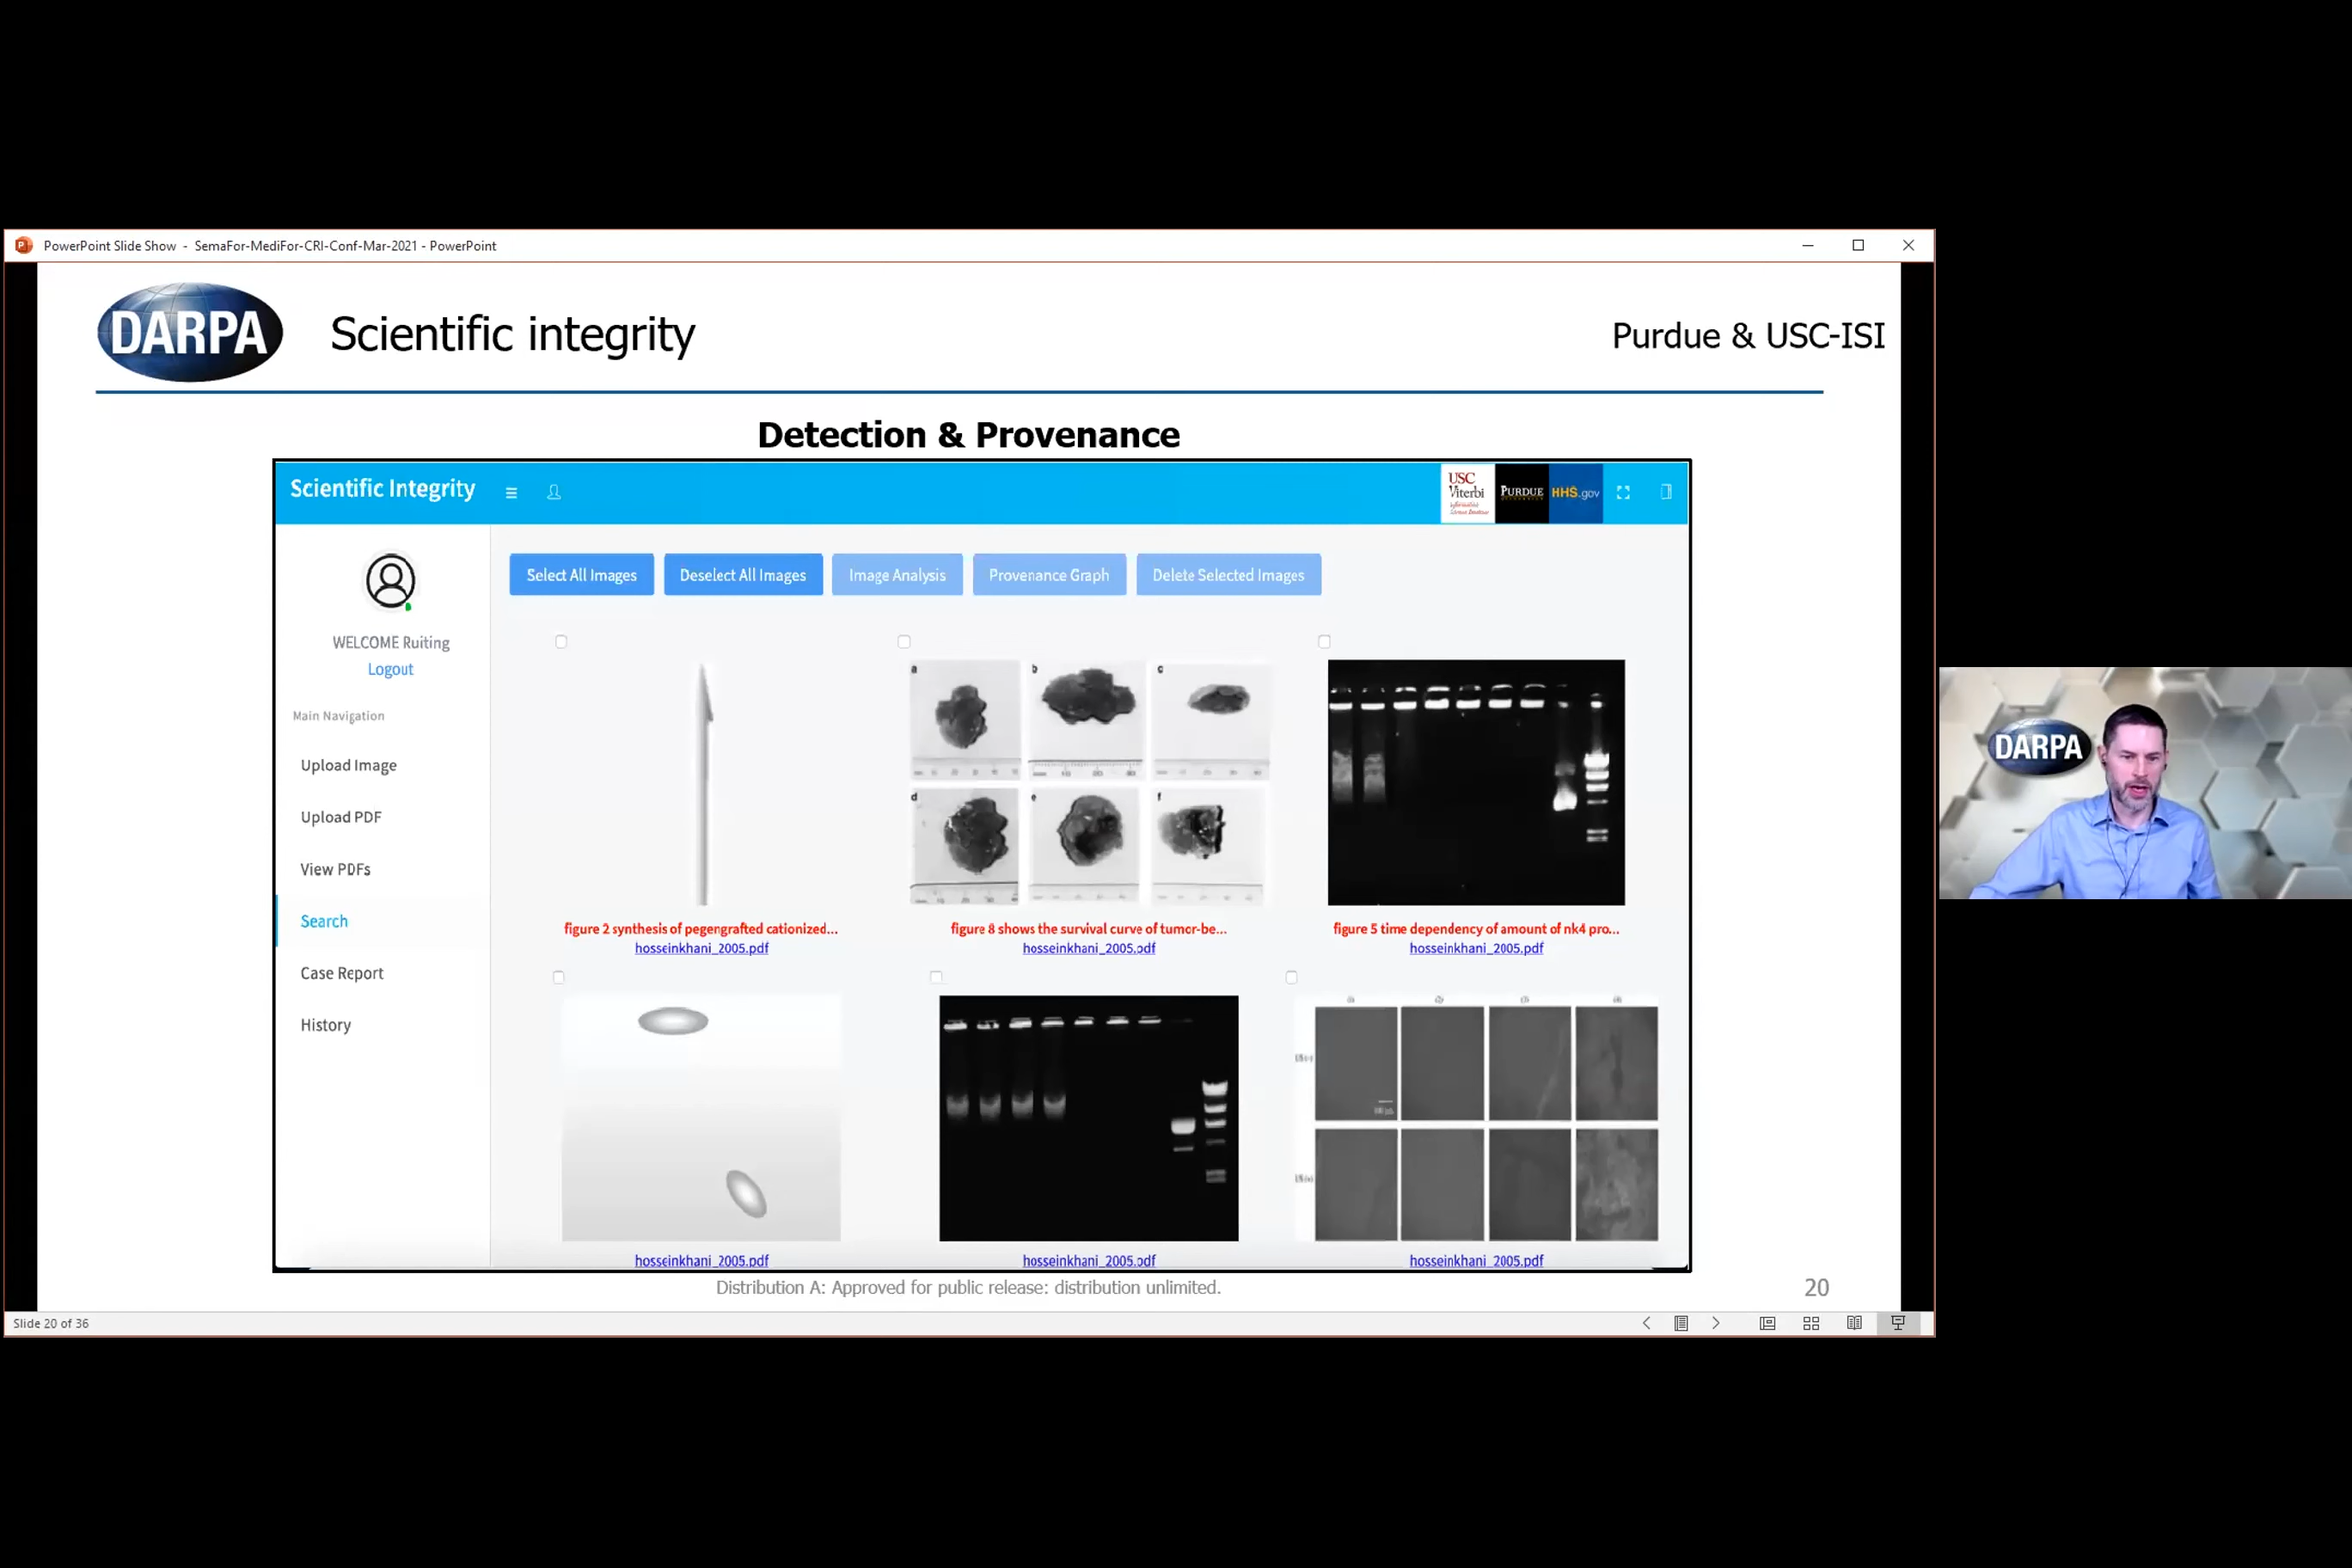 PowerPoint Slide Show - SemaFor-MediFor-CRI-Conf-Mar-2021 - PowerPoint
DARPA
Scientific integrity
Purdue & USC-ISI
Detection & Provenance
Scientific Integrity
USC
Viterbi
PURDUE
HHS.gov
Select All Images
Deselect All Images
Image Analysis
Provenance Graph
Delete Selected Images
WELCOME Ruiting
Logout
Main Navigation
Upload Image
Upload PDF
View PDFs
Search
Case Report
History
a
b
c
d
e
f
figure 2 synthesis of pegengrafted cationized...
hosseinkhani_2005.pdf
figure 8 shows the survival curve of tumor-be...
hosseinkhani_2005.pdf
figure 5 time dependency of amount of nk4 pro...
hosseinkhani_2005.pdf
hosseinkhani_2005.pdf
hosseinkhani_2005.pdf
hosseinkhani_2005.pdf
Distribution A: Approved for public release: distribution unlimited.
20
Slide 20 of 36
DARPA